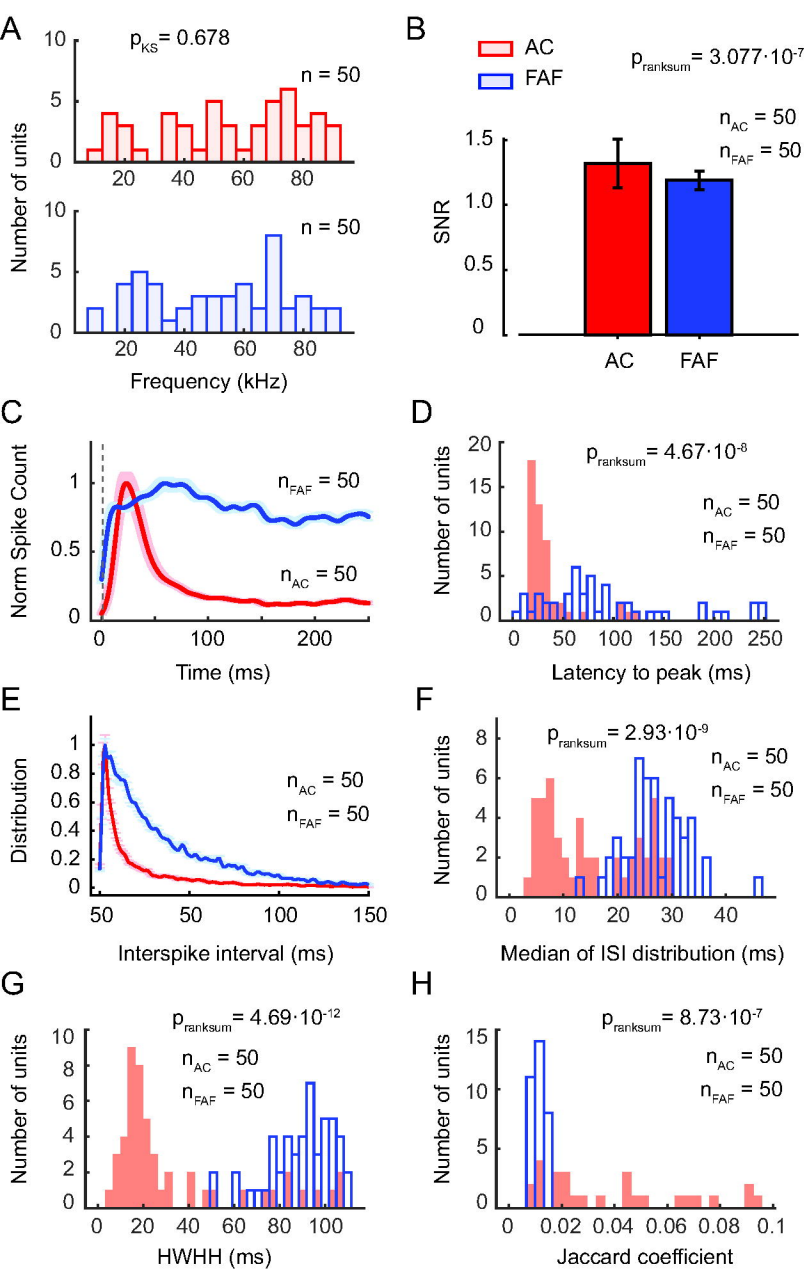 A
p_KS = 0.678
n = 50
10
5
0
20 40 60 80
n = 50
10
5
0
20 40 60 80
Number of units
Frequency (kHz)
B
AC
FAF
p_ranksum = 3.077·10^-7
n_AC = 50
n_FAF = 50
1.5
1.0
0.5
0
SNR
AC FAF
C
n_FAF = 50
n_AC = 50
1
0.5
0
Norm Spike Count
0 100 200
Time (ms)
D
p_ranksum = 4.67·10^-8
n_AC = 50
n_FAF = 50
20
15
10
5
0
Number of units
0 50 100 150 200 250
Latency to peak (ms)
E
n_AC = 50
n_FAF = 50
1
0.8
0.6
0.4
0.2
0
Distribution
50 50 100 150
Interspike interval (ms)
F
p_ranksum = 2.93·10^-9
n_AC = 50
n_FAF = 50
8
6
4
2
0
Number of units
0 10 20 30 40
Median of ISI distribution (ms)
G
p_ranksum = 4.69·10^-12
n_AC = 50
n_FAF = 50
10
8
6
4
2
0
Number of units
0 20 40 60 80 100
HWHH (ms)
H
p_ranksum = 8.73·10^-7
n_AC = 50
n_FAF = 50
15
10
5
0
Number of units
0 0.02 0.04 0.06 0.08 0.1
Jaccard coefficient